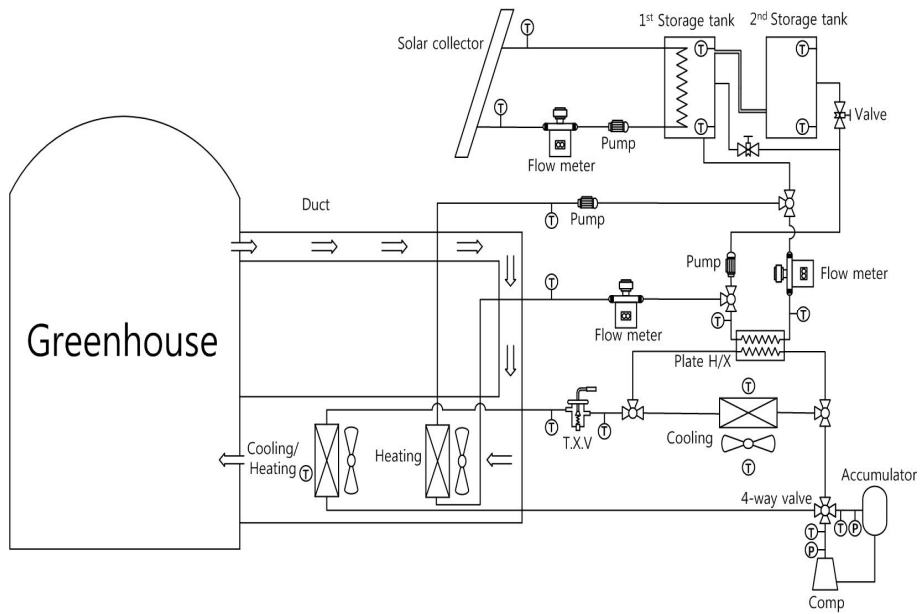 1st Storage tank
2nd Storage tank
Solar collector
T
T
T
T
T
T
Valve
Pump
Flow meter
Duct
T
Pump
Pump
Flow meter
T
Flow meter
T
T
Greenhouse
Plate H/X
T
T
T.X.V
T
Cooling
T
Cooling/
Heating
T
Heating
4-way valve
Accumulator
T
T
P
P
Comp